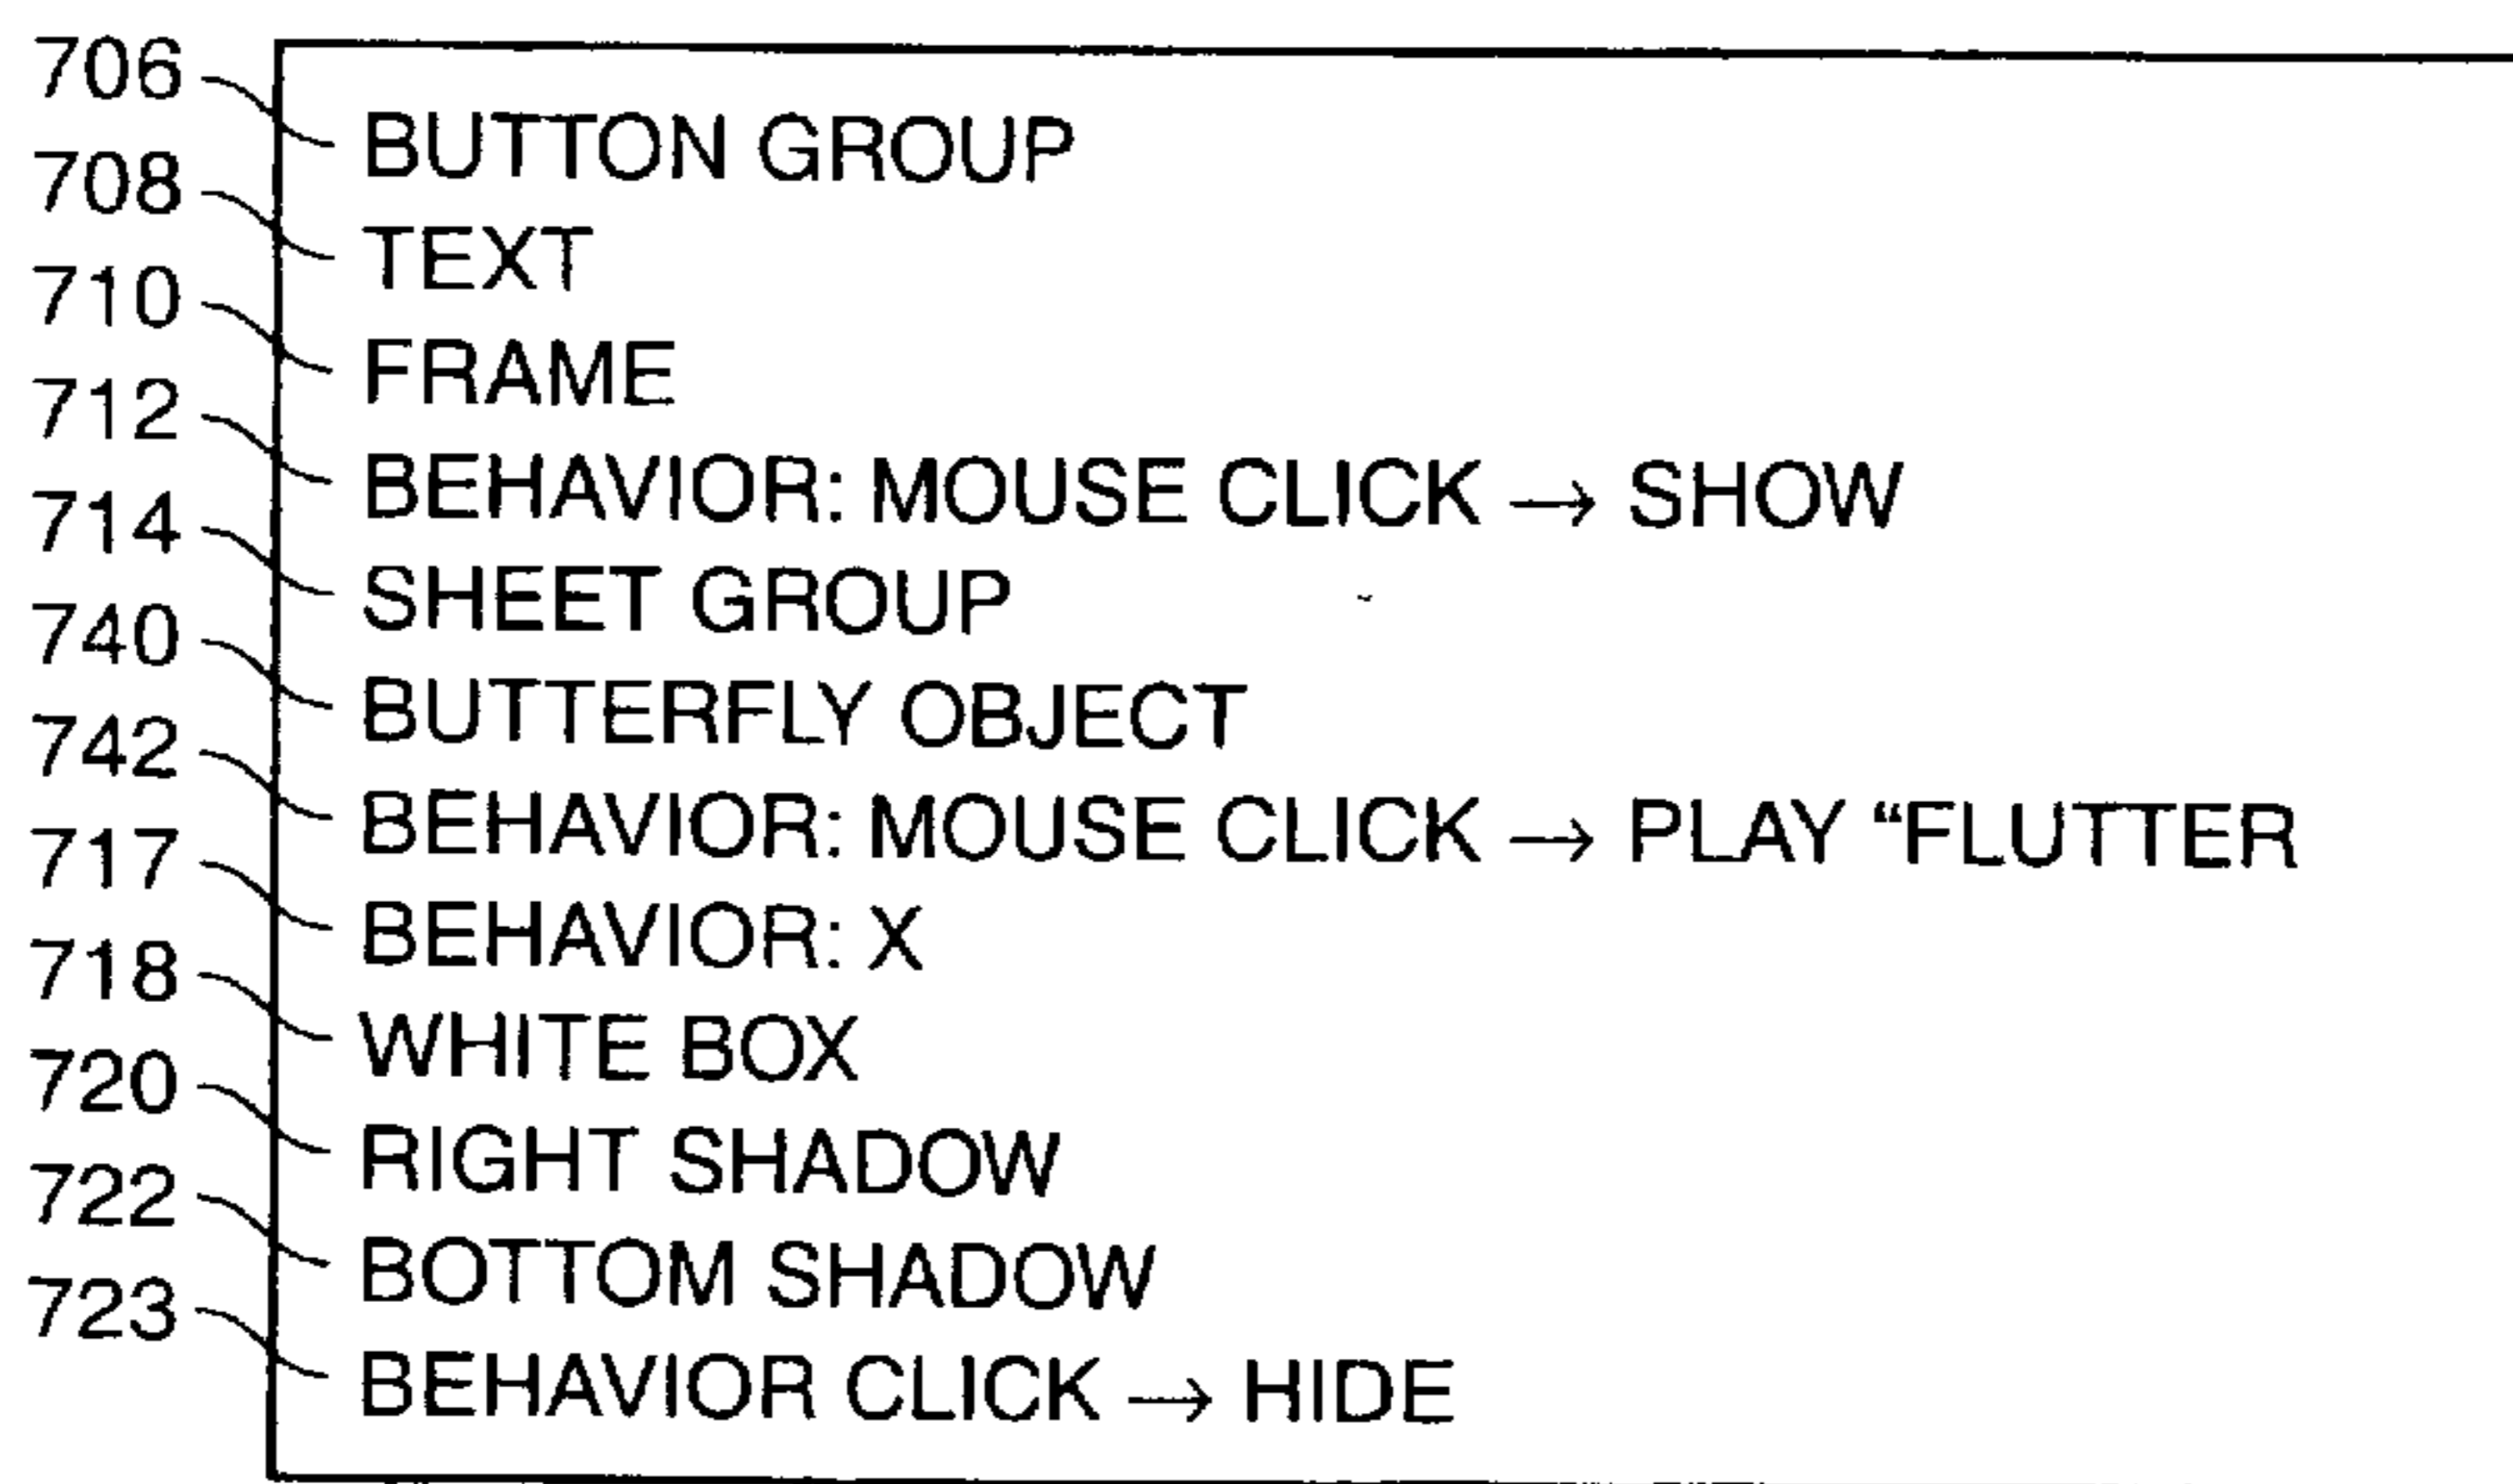 706 BUTTON GROUP
708 TEXT
710 FRAME
712 BEHAVIOR: MOUSE CLICK → SHOW
714 SHEET GROUP
740 BUTTERFLY OBJECT
742 BEHAVIOR: MOUSE CLICK → PLAY “FLUTTER
717 BEHAVIOR: X
718 WHITE BOX
720 RIGHT SHADOW
722 BOTTOM SHADOW
723 BEHAVIOR CLICK → HIDE